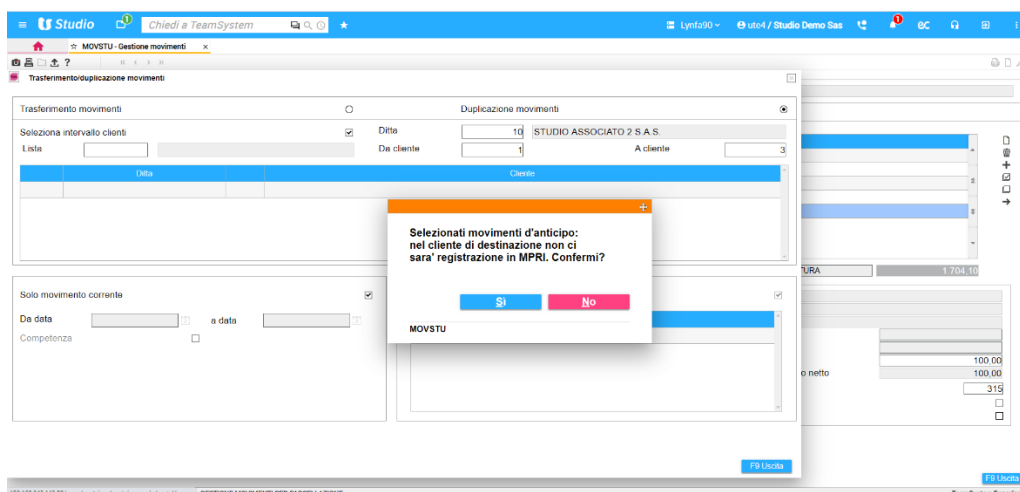 Studio
1
Chiedi a TeamSystem
Lynfa90
ute4 / Studio Demo Sas
1
ec
MOVSTU - Gestione movimenti x
Trasferimento/duplicazione movimenti
Trasferimento movimenti
Duplicazione movimenti
Seleziona intervallo clienti
Ditta 10 STUDIO ASSOCIATO 2 S.A.S.
Lista
Da cliente 1 A cliente 3
Ditta Cliente
Selezionati movimenti d'anticipo:
nel cliente di destinazione non ci
sara' registrazione in MPRI. Confermi?
Sì No
MOVSTU
TURA 1 704,10
Solo movimento corrente
Da data a data
Competenza
100,00
o netto 100,00
315
F9 Uscita
F9 Uscita